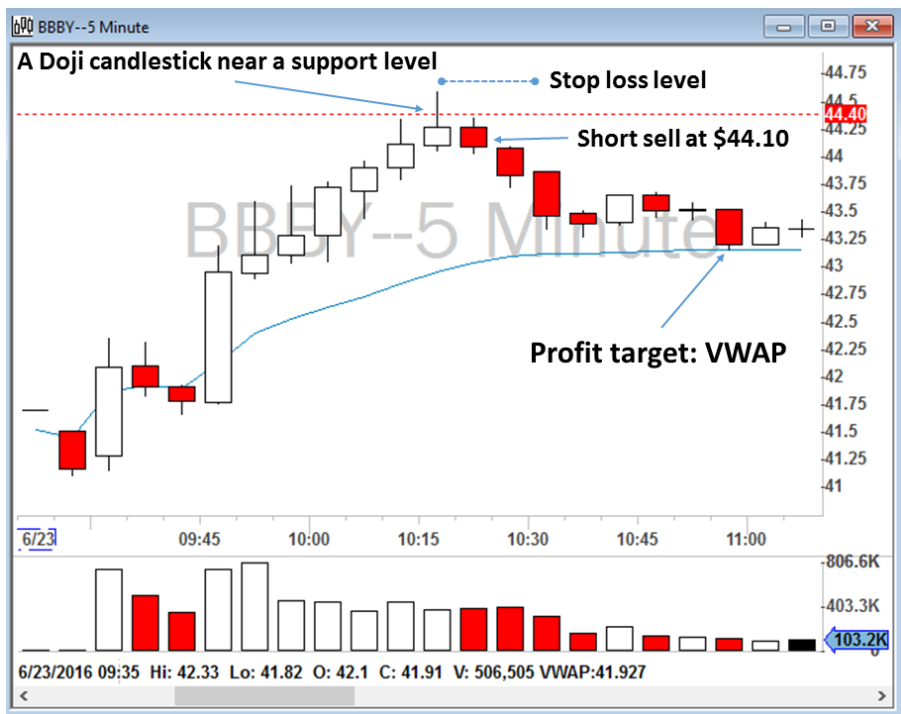 BBBY--5 Minute
A Doji candlestick near a support level
Stop loss level
Short sell at $44.10
BBBY--5 Minute
Profit target: VWAP
44.75
44.5
44.40
44.25
44
43.75
43.5
43.25
43
42.75
42.5
42.25
42
41.75
41.5
41.25
41
6/23 09:45 10:00 10:15 10:30 10:45 11:00
806.6K
403.3K
103.2K
0
6/23/2016 09:35 Hi: 42.33 Lo: 41.82 O: 42.1 C: 41.91 V: 506,505 VWAP:41.927